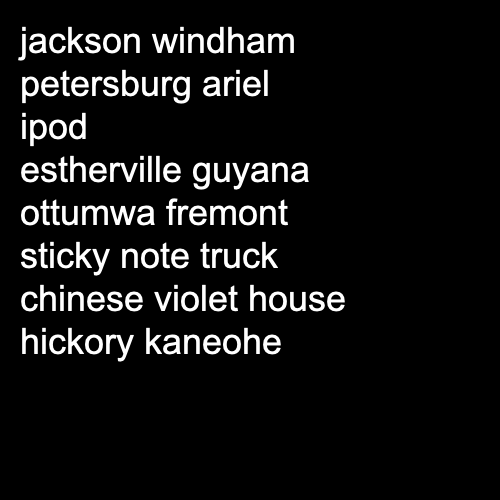 jackson windham
petersburg ariel
ipod
estherville guyana
ottumwa fremont
sticky note truck
chinese violet house
hickory kaneohe